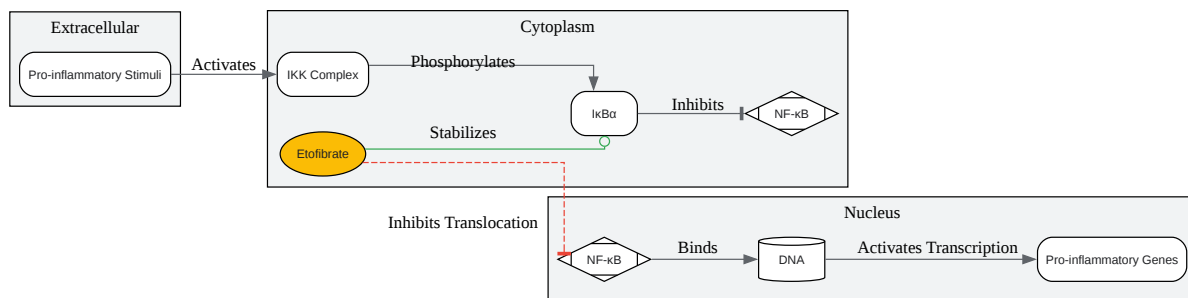 Extracellular
Cytoplasm
Pro-inflammatory Stimuli
Activates
IKK Complex
Phosphorylates
IκBα
Inhibits
NF-κB
Stabilizes
Etofibrate
Inhibits Translocation
Nucleus
NF-κB
Binds
DNA
Activates Transcription
Pro-inflammatory Genes